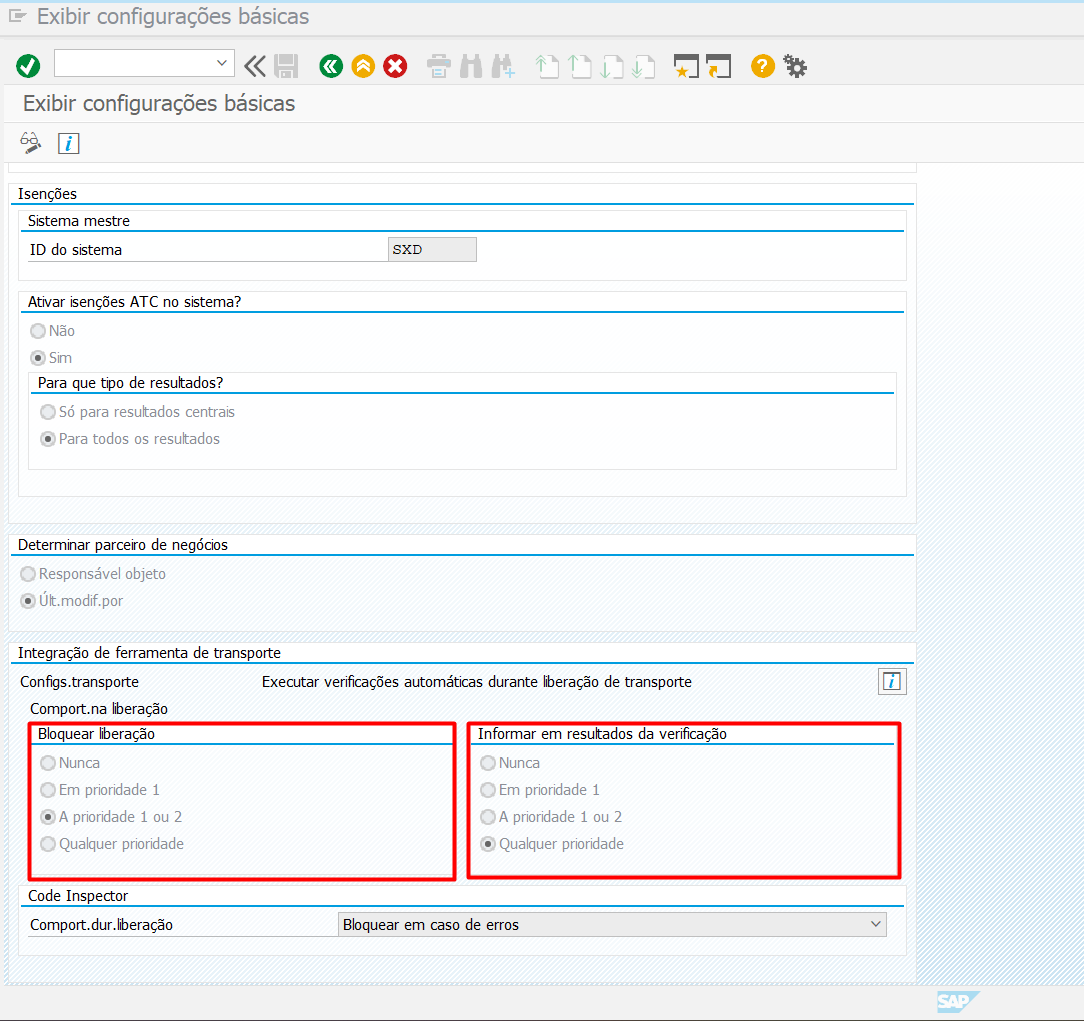 Exibir configurações básicas
Exibir configurações básicas
Isenções
Sistema mestre
ID do sistema SXD
Ativar isenções ATC no sistema?
Não
Sim
Para que tipo de resultados?
Só para resultados centrais
Para todos os resultados
Determinar parceiro de negócios
Responsável objeto
Últ.modif.por
Integração de ferramenta de transporte
Configs.transporte Executar verificações automáticas durante liberação de transporte
Comport.na liberação
Bloquear liberação
Nunca
Em prioridade 1
A prioridade 1 ou 2
Qualquer prioridade
Informar em resultados da verificação
Nunca
Em prioridade 1
A prioridade 1 ou 2
Qualquer prioridade
Code Inspector
Comport.dur.liberação Bloquear em caso de erros
SAP